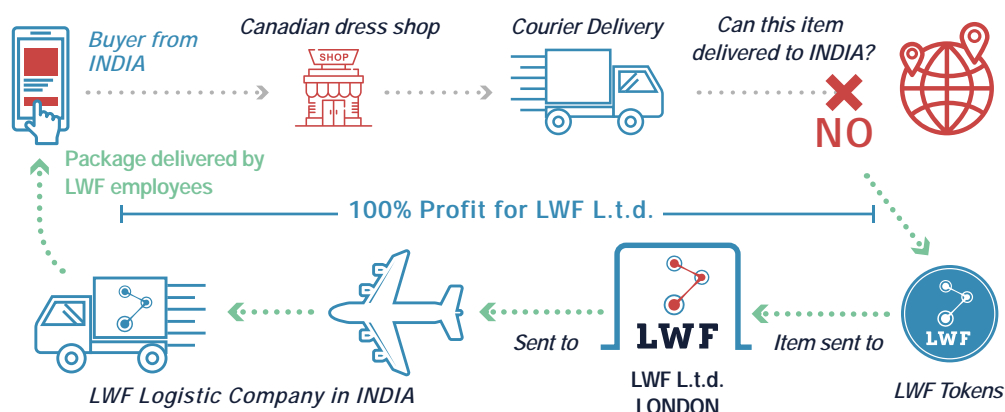 Buyer from
INDIA
Canadian dress shop
SHOP
Courier Delivery
Can this item
delivered to INDIA?
NO
Package delivered by
LWF employees
100% Profit for LWF L.t.d.
LWF Logistic Company in INDIA
Sent to
LWF
LWF L.t.d.
LONDON
Item sent to
LWF
LWF Tokens